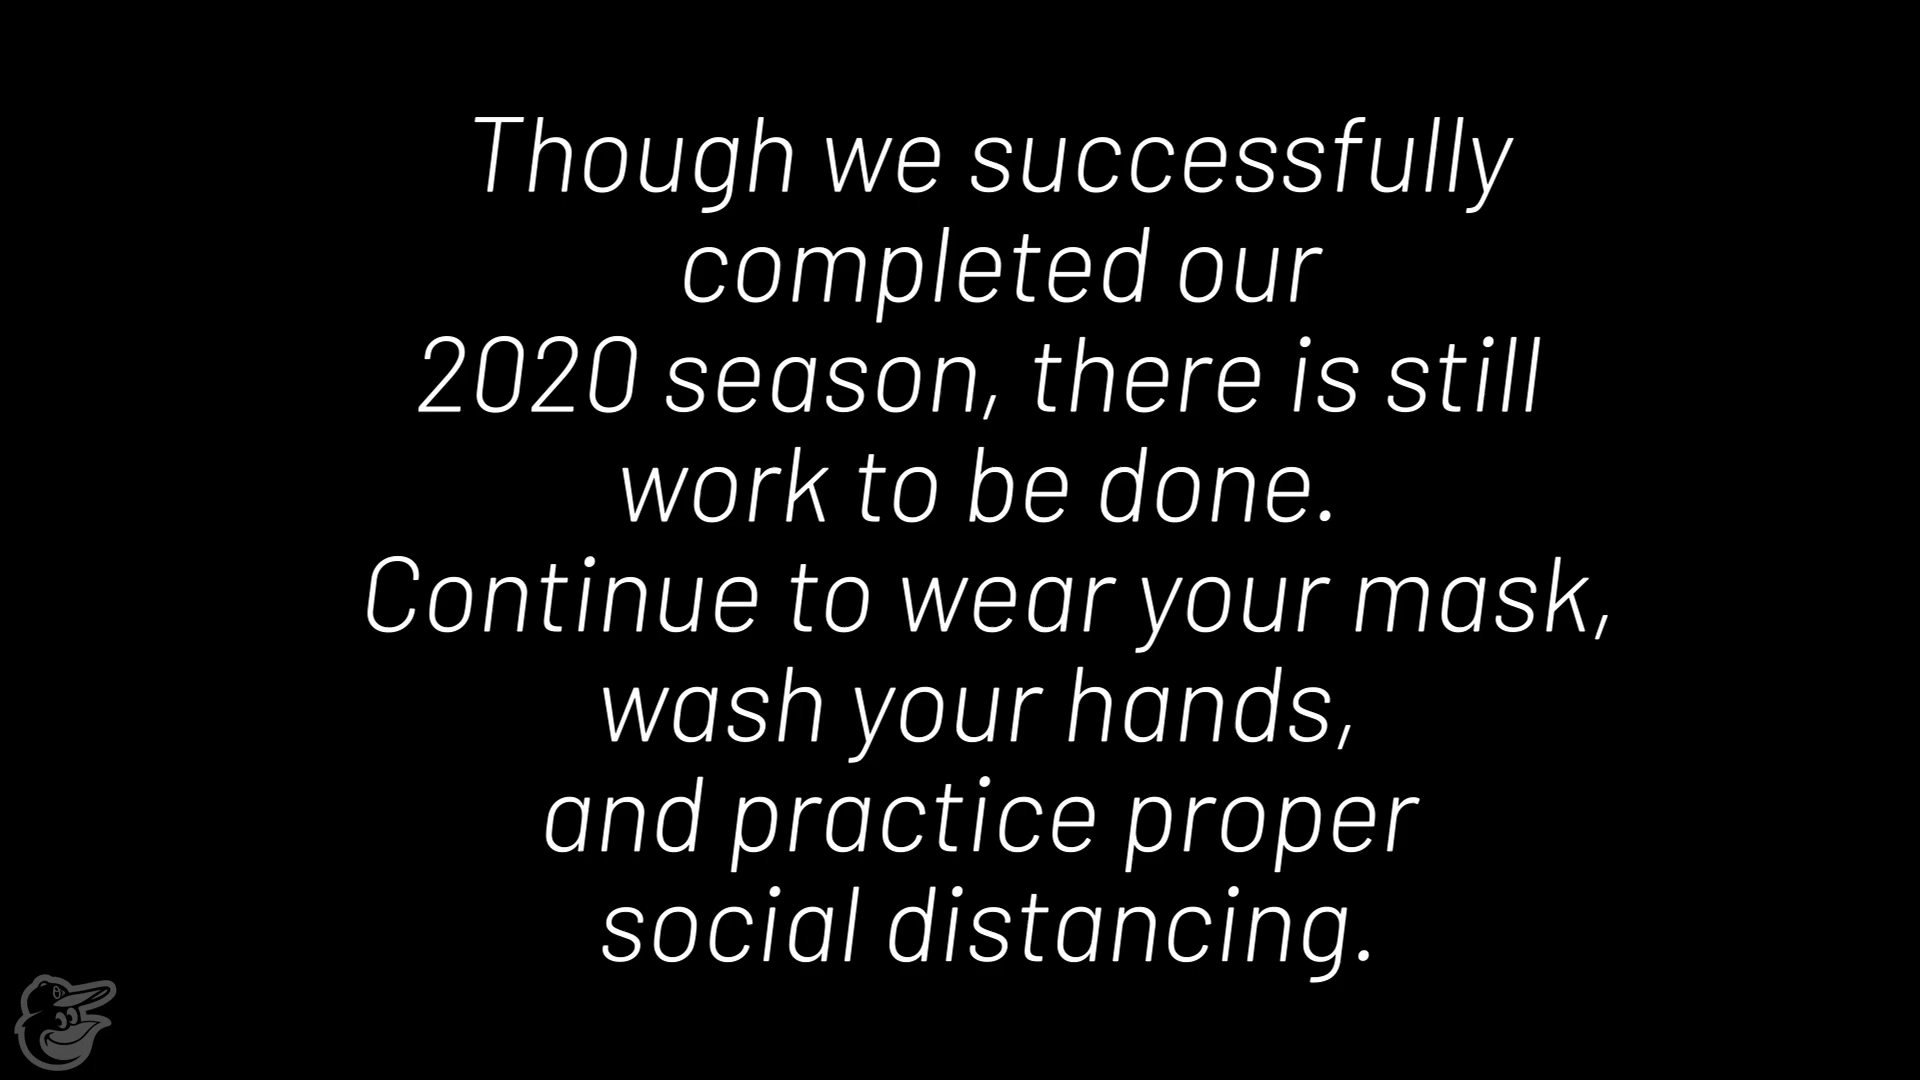 Though we successfully
completed our
2020 season, there is still
work to be done.
Continue to wear your mask,
wash your hands,
and practice proper
social distancing.